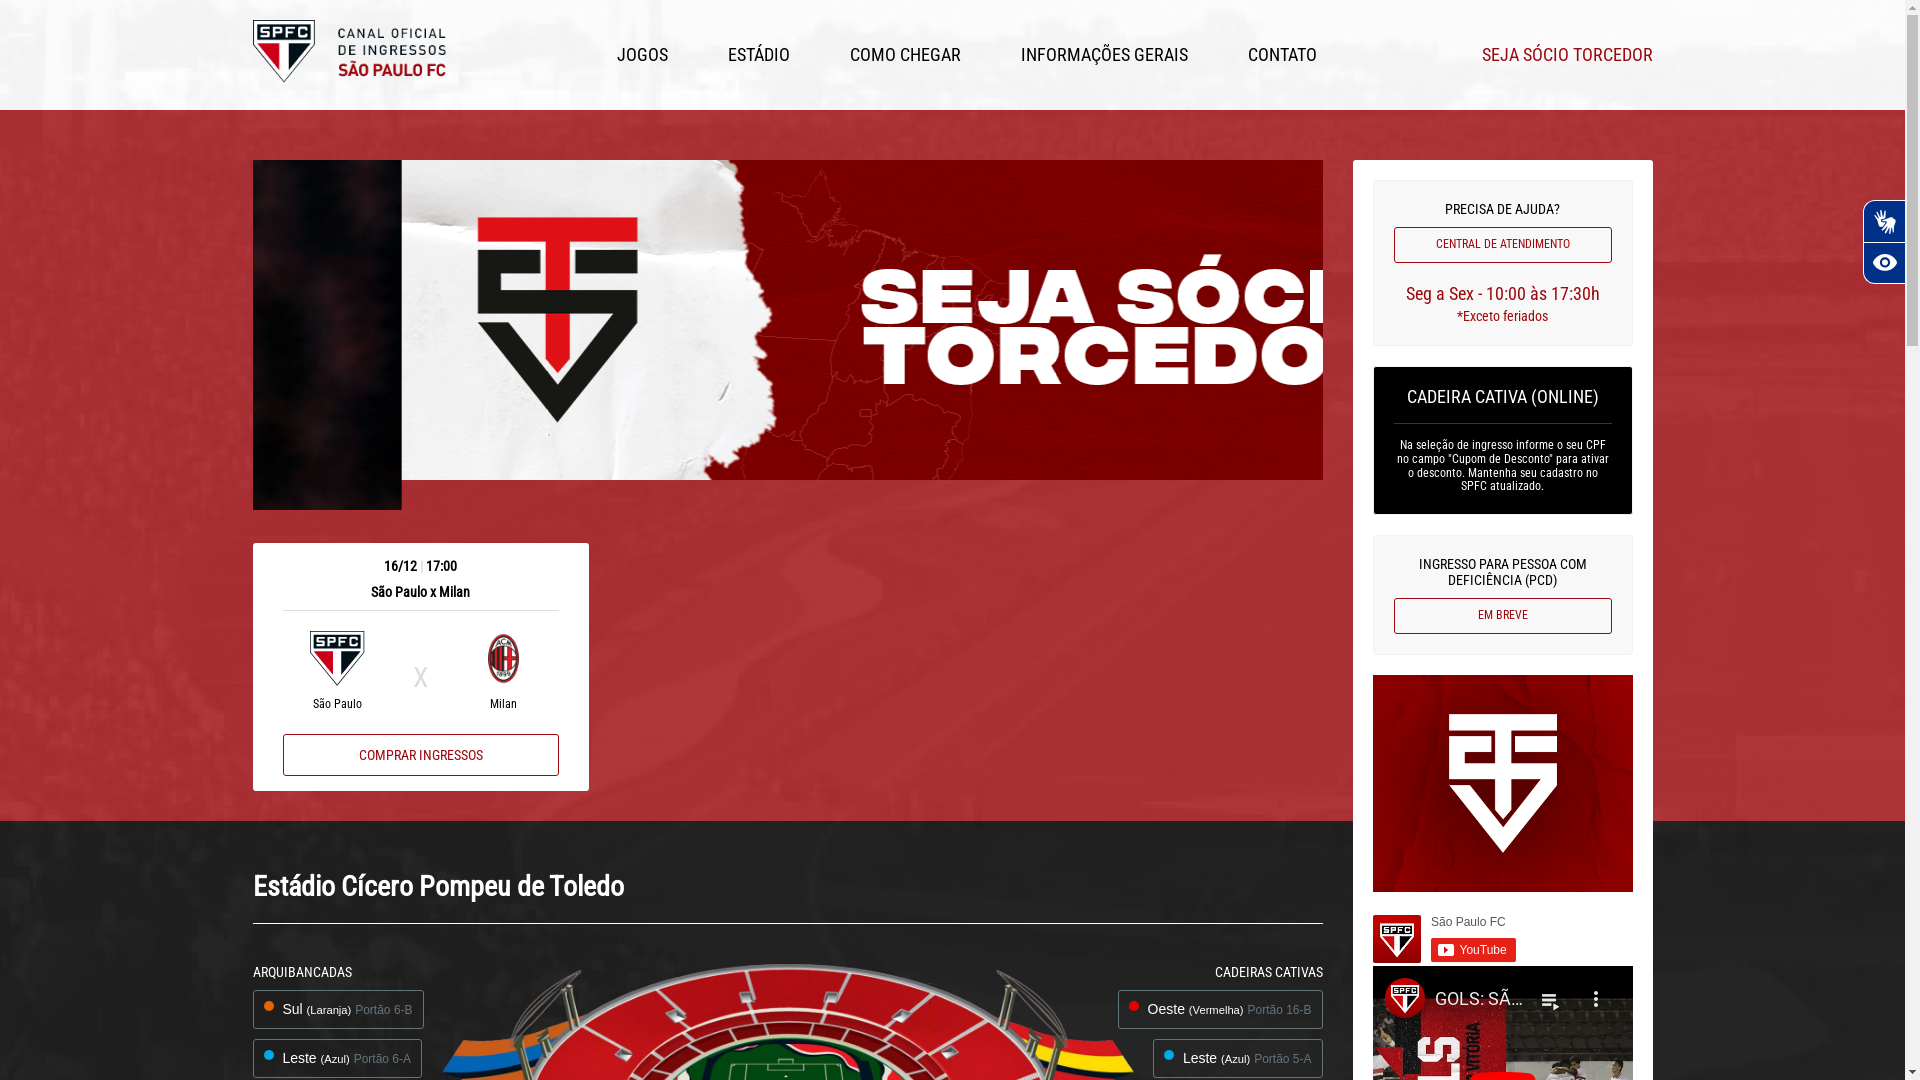 SPFC
CANAL OFICIAL
DE INGRESSOS
SÃO PAULO FC
JOGOS
ESTÁDIO
COMO CHEGAR
INFORMAÇÕES GERAIS
CONTATO
SEJA SÓCIO TORCEDOR
SEJA SÓCI
TORCEDO
16/12 | 17:00
São Paulo x Milan
SPFC
X
São Paulo
Milan
COMPRAR INGRESSOS
PRECISA DE AJUDA?
CENTRAL DE ATENDIMENTO
Seg a Sex - 10:00 às 17:30h
*Exceto feriados
CADEIRA CATIVA (ONLINE)
Na seleção de ingresso informe o seu CPF
no campo "Cupom de Desconto" para ativar
o desconto. Mantenha seu cadastro no
SPFC atualizado.
INGRESSO PARA PESSOA COM
DEFICIÊNCIA (PCD)
EM BREVE
São Paulo FC
SPFC
YouTube
SPFC
GOLS: SÃ...
Estádio Cícero Pompeu de Toledo
ARQUIBANCADAS
Sul (Laranja) Portão 6-B
Leste (Azul) Portão 6-A
CADEIRAS CATIVAS
Oeste (Vermelha) Portão 16-B
Leste (Azul) Portão 5-A